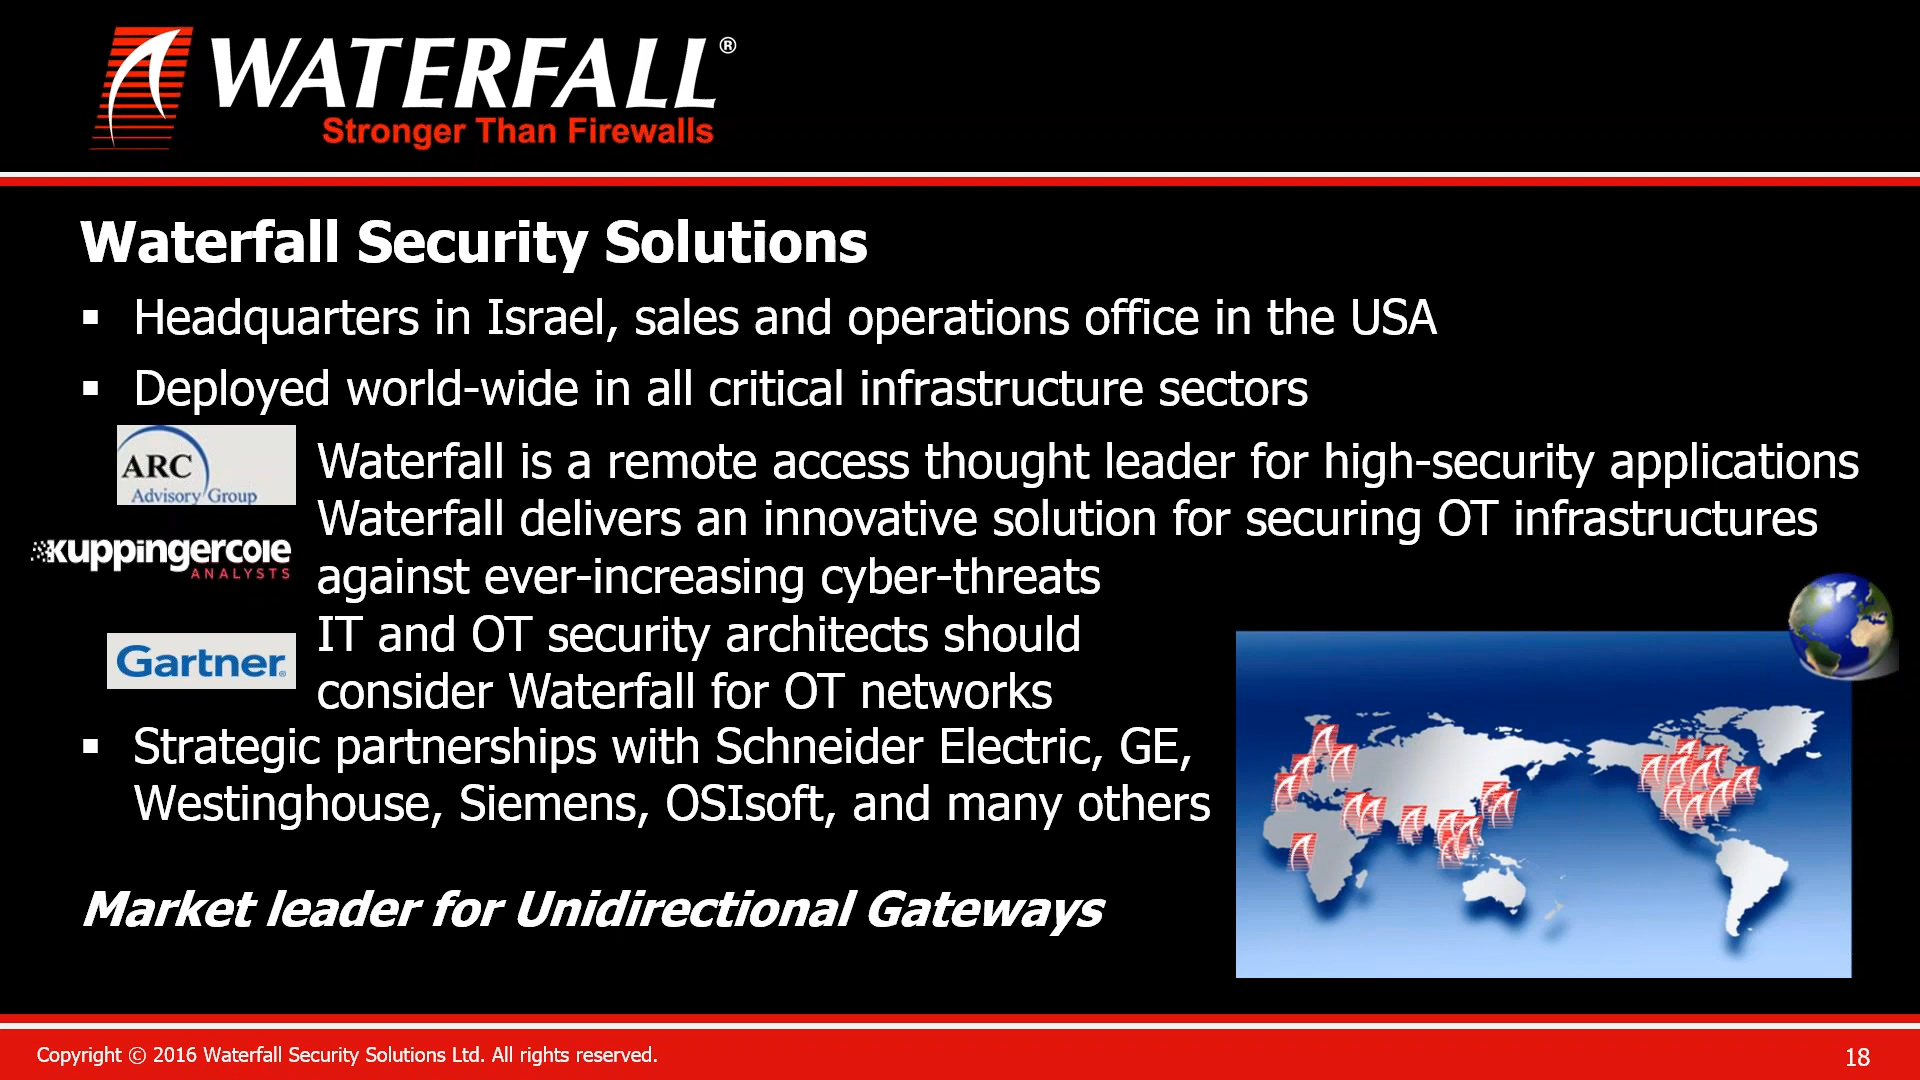 WATERFALL®
Stronger Than Firewalls
Waterfall Security Solutions
▪ Headquarters in Israel, sales and operations office in the USA
▪ Deployed world-wide in all critical infrastructure sectors
ARC
Advisory Group
Waterfall is a remote access thought leader for high-security applications
kuppingercole
ANALYSTS
Waterfall delivers an innovative solution for securing OT infrastructures
against ever-increasing cyber-threats
Gartner®
IT and OT security architects should
consider Waterfall for OT networks
▪ Strategic partnerships with Schneider Electric, GE,
Westinghouse, Siemens, OSIsoft, and many others
Market leader for Unidirectional Gateways
Copyright © 2016 Waterfall Security Solutions Ltd. All rights reserved.
18